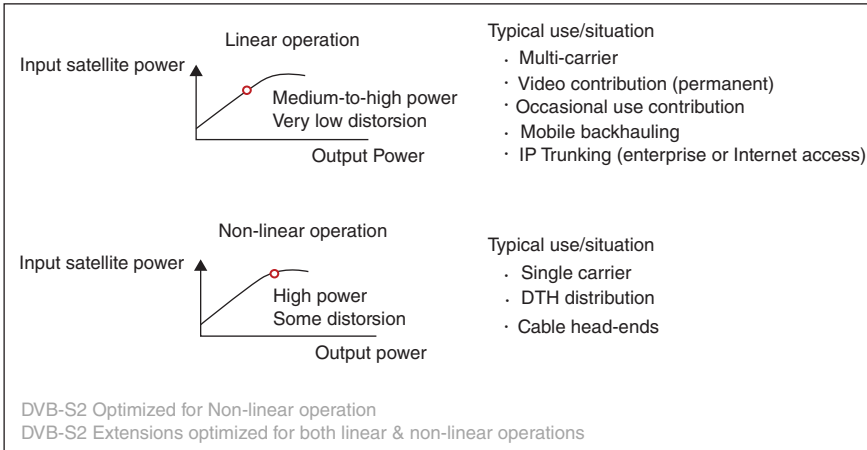 Linear operation
Input satellite power
Medium-to-high power
Very low distorsion
Output Power
Typical use/situation
· Multi-carrier
· Video contribution (permanent)
· Occasional use contribution
· Mobile backhauling
· IP Trunking (enterprise or Internet access)
Non-linear operation
Input satellite power
High power
Some distorsion
Output power
Typical use/situation
· Single carrier
· DTH distribution
· Cable head-ends
DVB-S2 Optimized for Non-linear operation
DVB-S2 Extensions optimized for both linear & non-linear operations